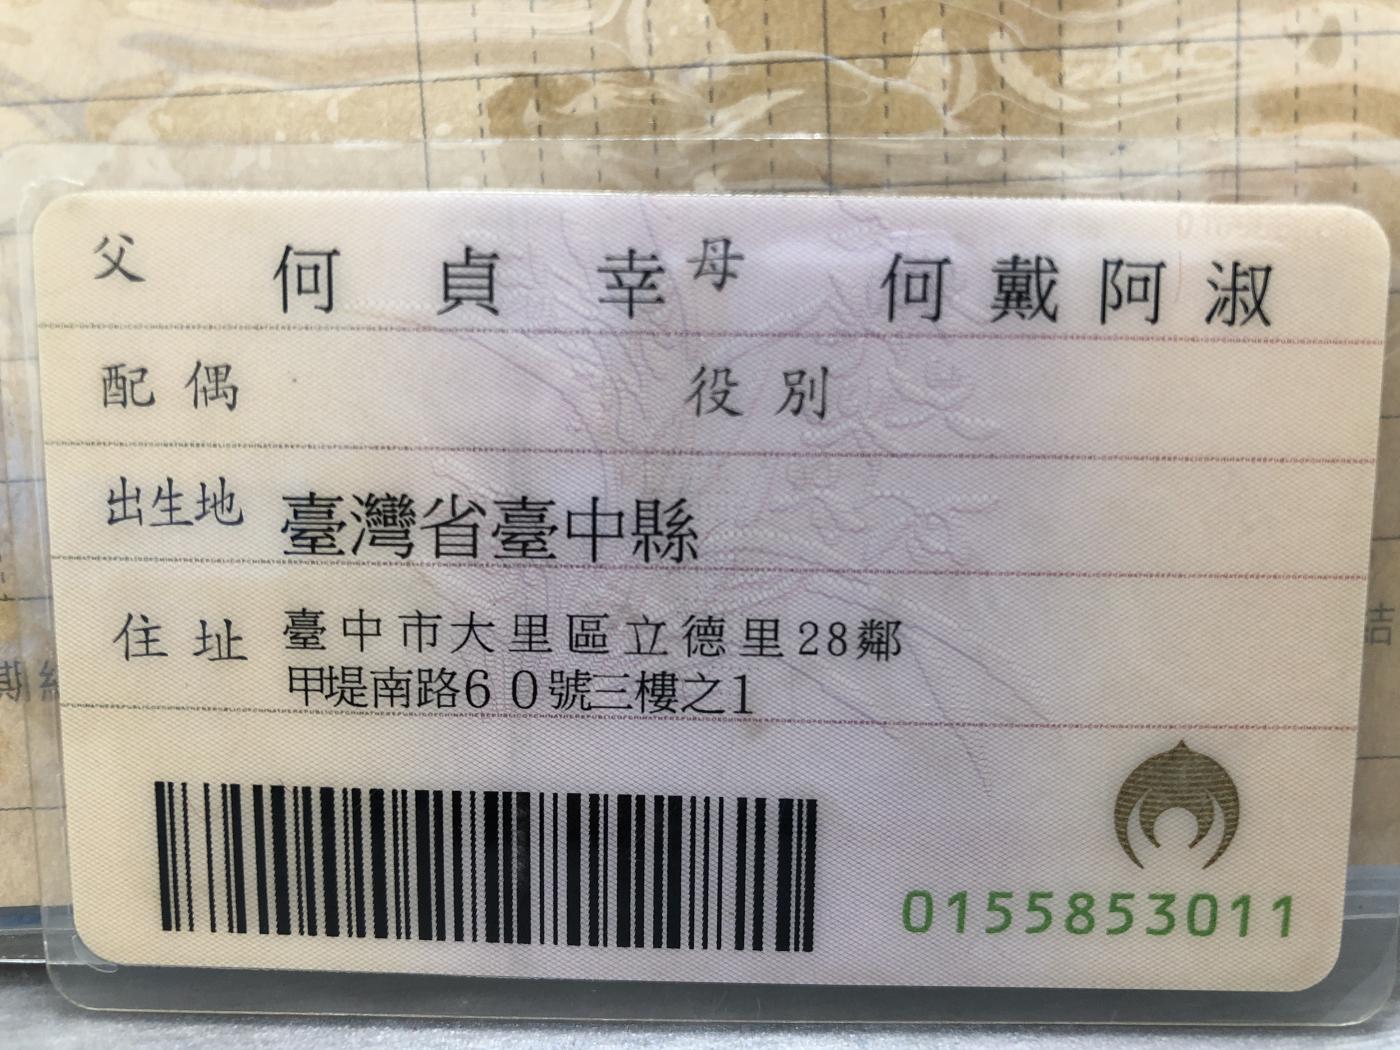 父 何貞幸 母 何戴阿淑
配偶 役別
出生地 臺灣省臺中縣
住址 臺中市大里區立德里28鄰
甲堤南路60號三樓之1
0155853011